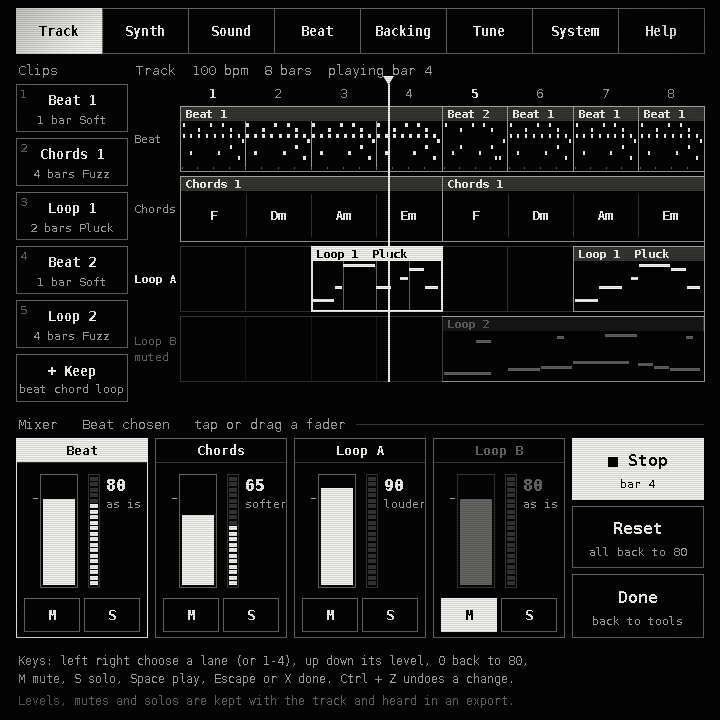 Track Synth Sound Beat Backing Tune System Help
Clips
Track 100 bpm 8 bars playing bar 4
1 2 3 4 5 6 7 8
1 Beat 1
1 bar Soft
2 Chords 1
4 bars Fuzz
3 Loop 1
2 bars Pluck
4 Beat 2
1 bar Soft
5 Loop 2
4 bars Fuzz
+ Keep
beat chord loop
Beat
Beat 1 Beat 2 Beat 1 Beat 1 Beat 1
Chords
Chords 1 Chords 1
F Dm Am Em F Dm Am Em
Loop A
Loop 1 Pluck Loop 1 Pluck
Loop B
muted
Loop 2
Mixer Beat chosen tap or drag a fader
Beat
80
as is
M S
Chords
65
softer
M S
Loop A
90
louder
M S
Loop B
80
as is
M S
■ Stop
bar 4
Reset
all back to 80
Done
back to tools
Keys: left right choose a lane (or 1-4), up down its level, 0 back to 80,
M mute, S solo, Space play, Escape or X done. Ctrl + Z undoes a change.
Levels, mutes and solos are kept with the track and heard in an export.